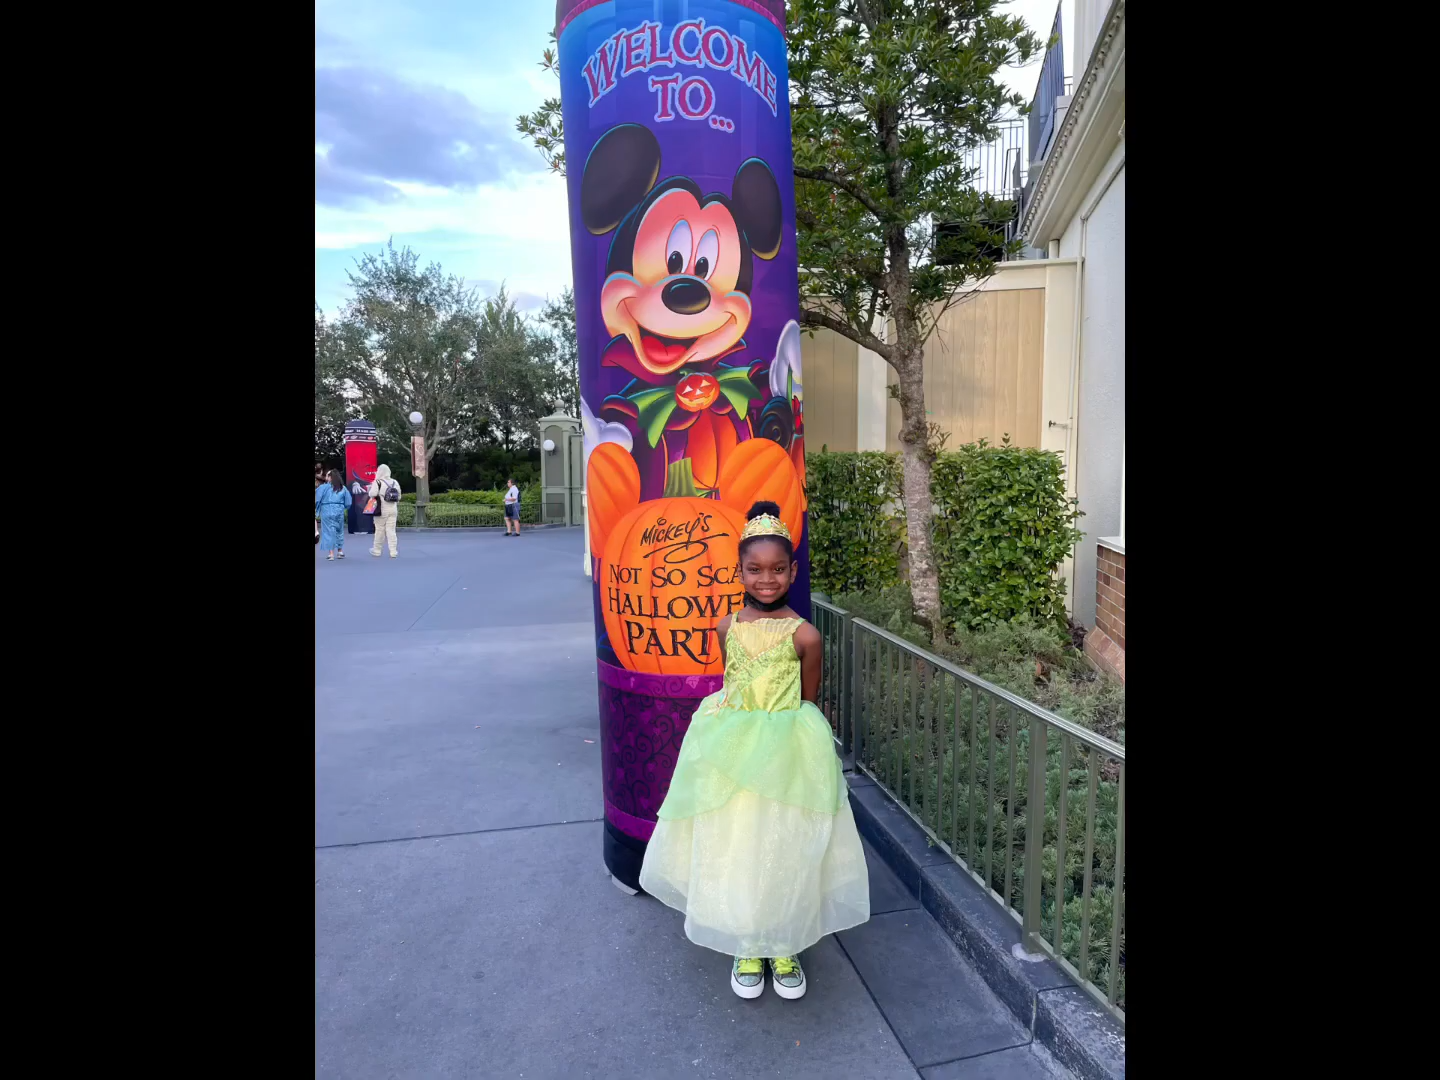 WELCOME
TO...
MICKEY'S
NOT SO SCA
HALLOWE
PART